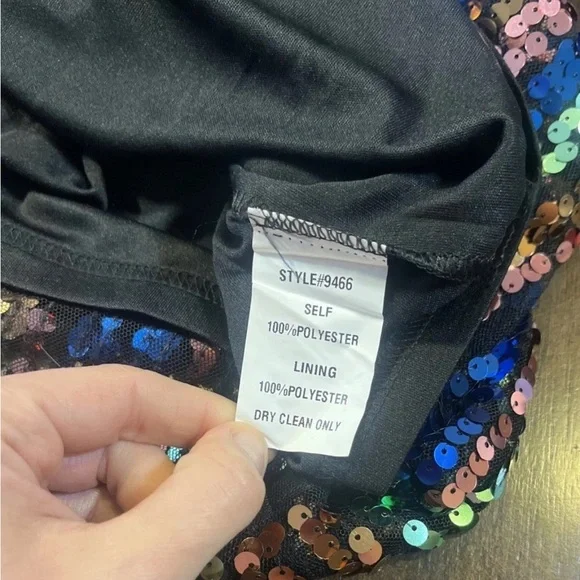 STYLE#9466
SELF
100%POLYESTER
LINING
100%POLYESTER
DRY CLEAN ONLY